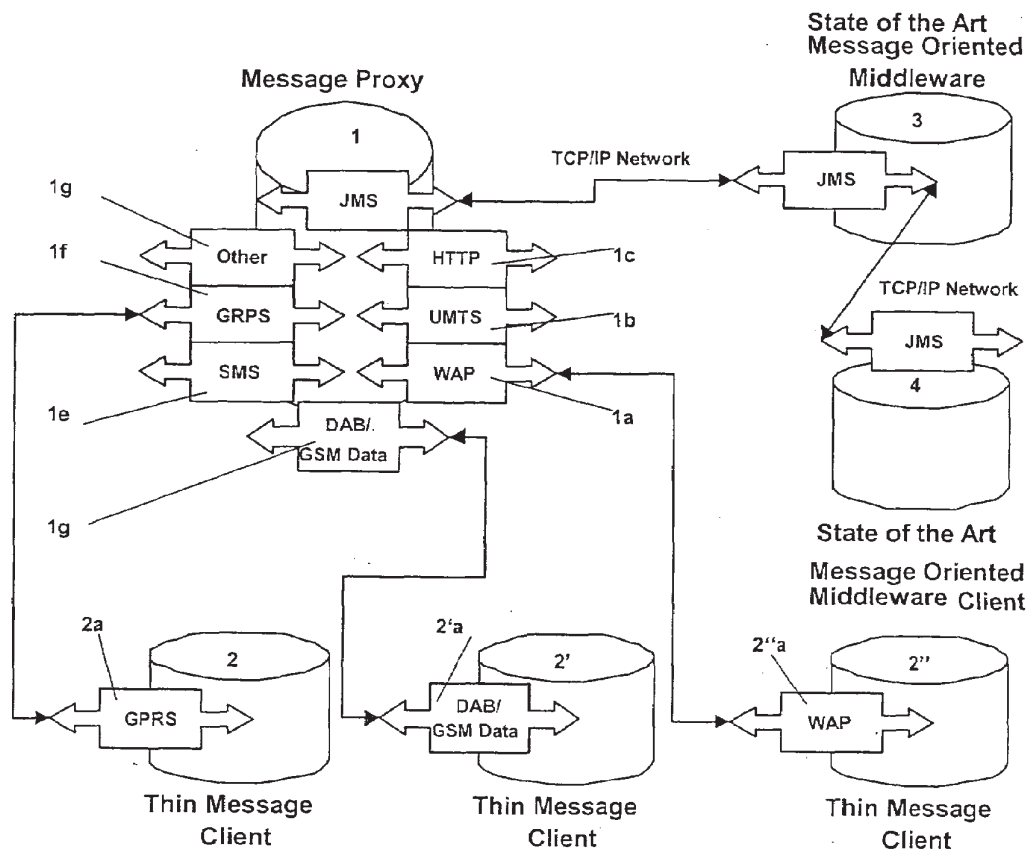 State of the Art
Message Oriented
Middleware
Message Proxy
1
3
TCP/IP Network
JMS
JMS
1g
1f
Other
HTTP
1c
GRPS
UMTS
1b
TCP/IP Network
JMS
SMS
WAP
4
1e
1a
DAB/.
GSM Data
1g
State of the Art
Message Oriented
Middleware Client
2a
2
2'a
2'
2"a
2"
GPRS
DAB/
GSM Data
WAP
Thin Message
Client
Thin Message
Client
Thin Message
Client